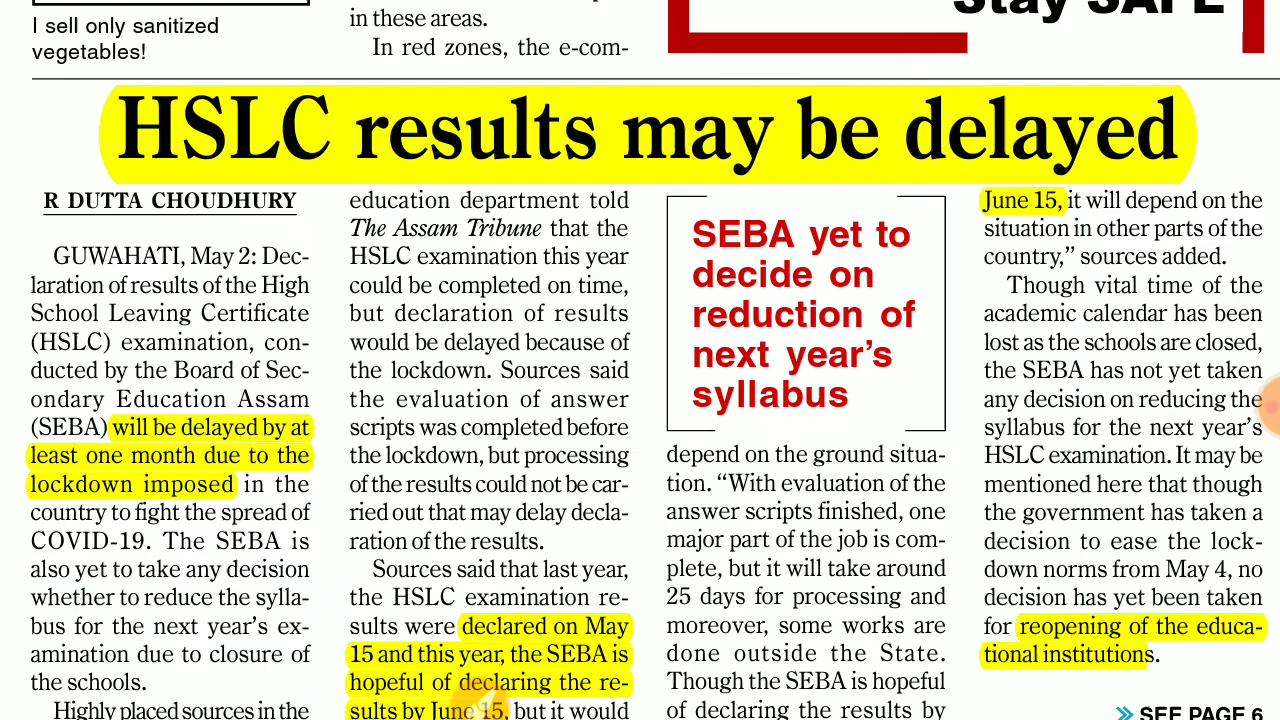 I sell only sanitized
vegetables!
in these areas.
In red zones, the e-com-
Stay SAFE
HSLC results may be delayed
R DUTTA CHOUDHURY
GUWAHATI, May 2: Dec-
laration of results of the High
School Leaving Certificate
(HSLC) examination, con-
ducted by the Board of Sec-
ondary Education Assam
(SEBA) will be delayed by at
least one month due to the
lockdown imposed in the
country to fight the spread of
COVID-19. The SEBA is
also yet to take any decision
whether to reduce the sylla-
bus for the next year's ex-
amination due to closure of
the schools.
Highly placed sources in the
education department told
The Assam Tribune that the
HSLC examination this year
could be completed on time,
but declaration of results
would be delayed because of
the lockdown. Sources said
the evaluation of answer
scripts was completed before
the lockdown, but processing
of the results could not be car-
ried out that may delay decla-
ration of the results.
Sources said that last year,
the HSLC examination re-
sults were declared on May
15 and this year, the SEBA is
hopeful of declaring the re-
sults by June 15, but it would
SEBA yet to
decide on
reduction of
next year's
syllabus
depend on the ground situa-
tion. “With evaluation of the
answer scripts finished, one
major part of the job is com-
plete, but it will take around
25 days for processing and
moreover, some works are
done outside the State.
Though the SEBA is hopeful
of declaring the results by
June 15, it will depend on the
situation in other parts of the
country,” sources added.
Though vital time of the
academic calendar has been
lost as the schools are closed,
the SEBA has not yet taken
any decision on reducing the
syllabus for the next year's
HSLC examination. It may be
mentioned here that though
the government has taken a
decision to ease the lock-
down norms from May 4, no
decision has yet been taken
for reopening of the educa-
tional institutions.
SEE PAGE 6